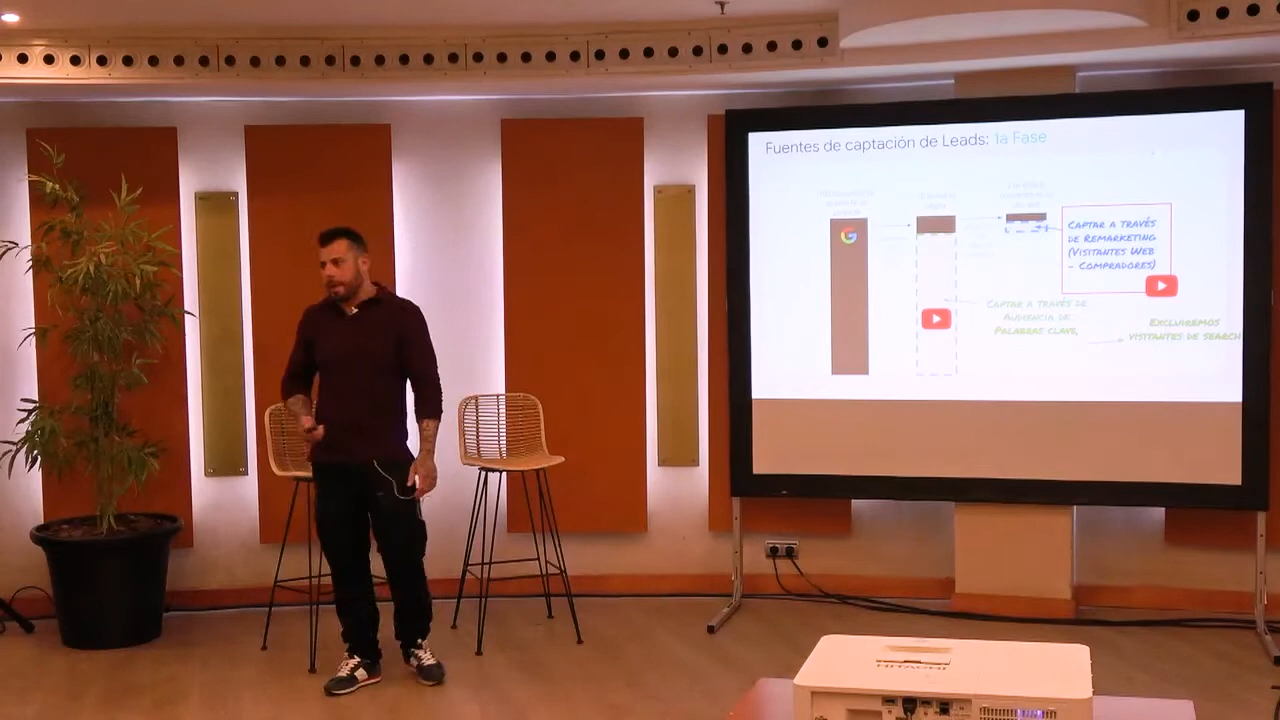 Fuentes de captación de Leads: 1a Fase
CAPTAR A TRAVÉS
DE REMARKETING
(VISITANTES WEB
- COMPRADORES)
CAPTAR A TRAVÉS DE
AUDIENCIA DE
PALABRAS CLAVE,
EXCLUIREMOS
VISITANTES DE SEARCH
HITACHI